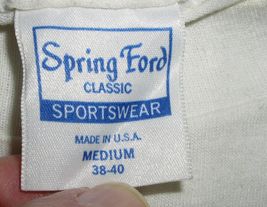 Spring Ford
CLASSIC
SPORTSWEAR
MADE IN U.S.A.
MEDIUM
38-40